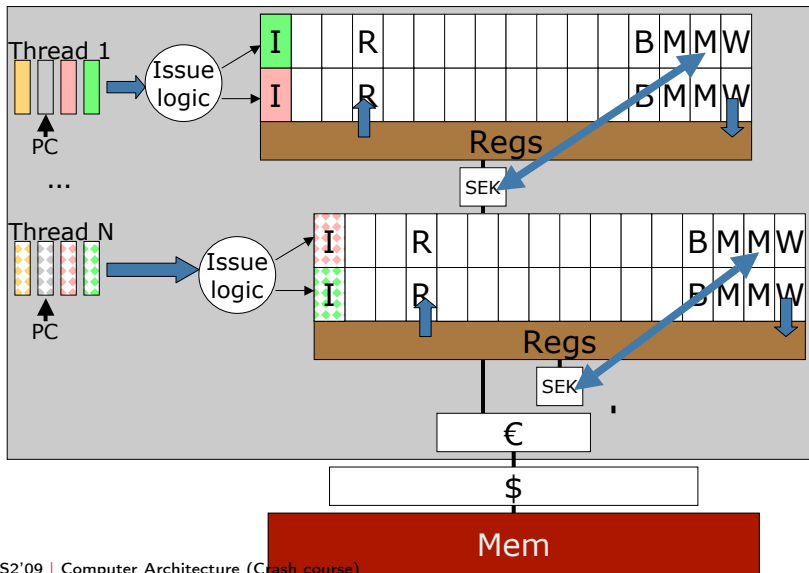 Thread 1
PC
Issue
logic
I R B M M W
I R B M M W
Regs
SEK
...
Thread N
PC
Issue
logic
I R B M M W
I R B M M W
Regs
SEK
€
$
Mem
S2'09 | Computer Architecture (Crash course)